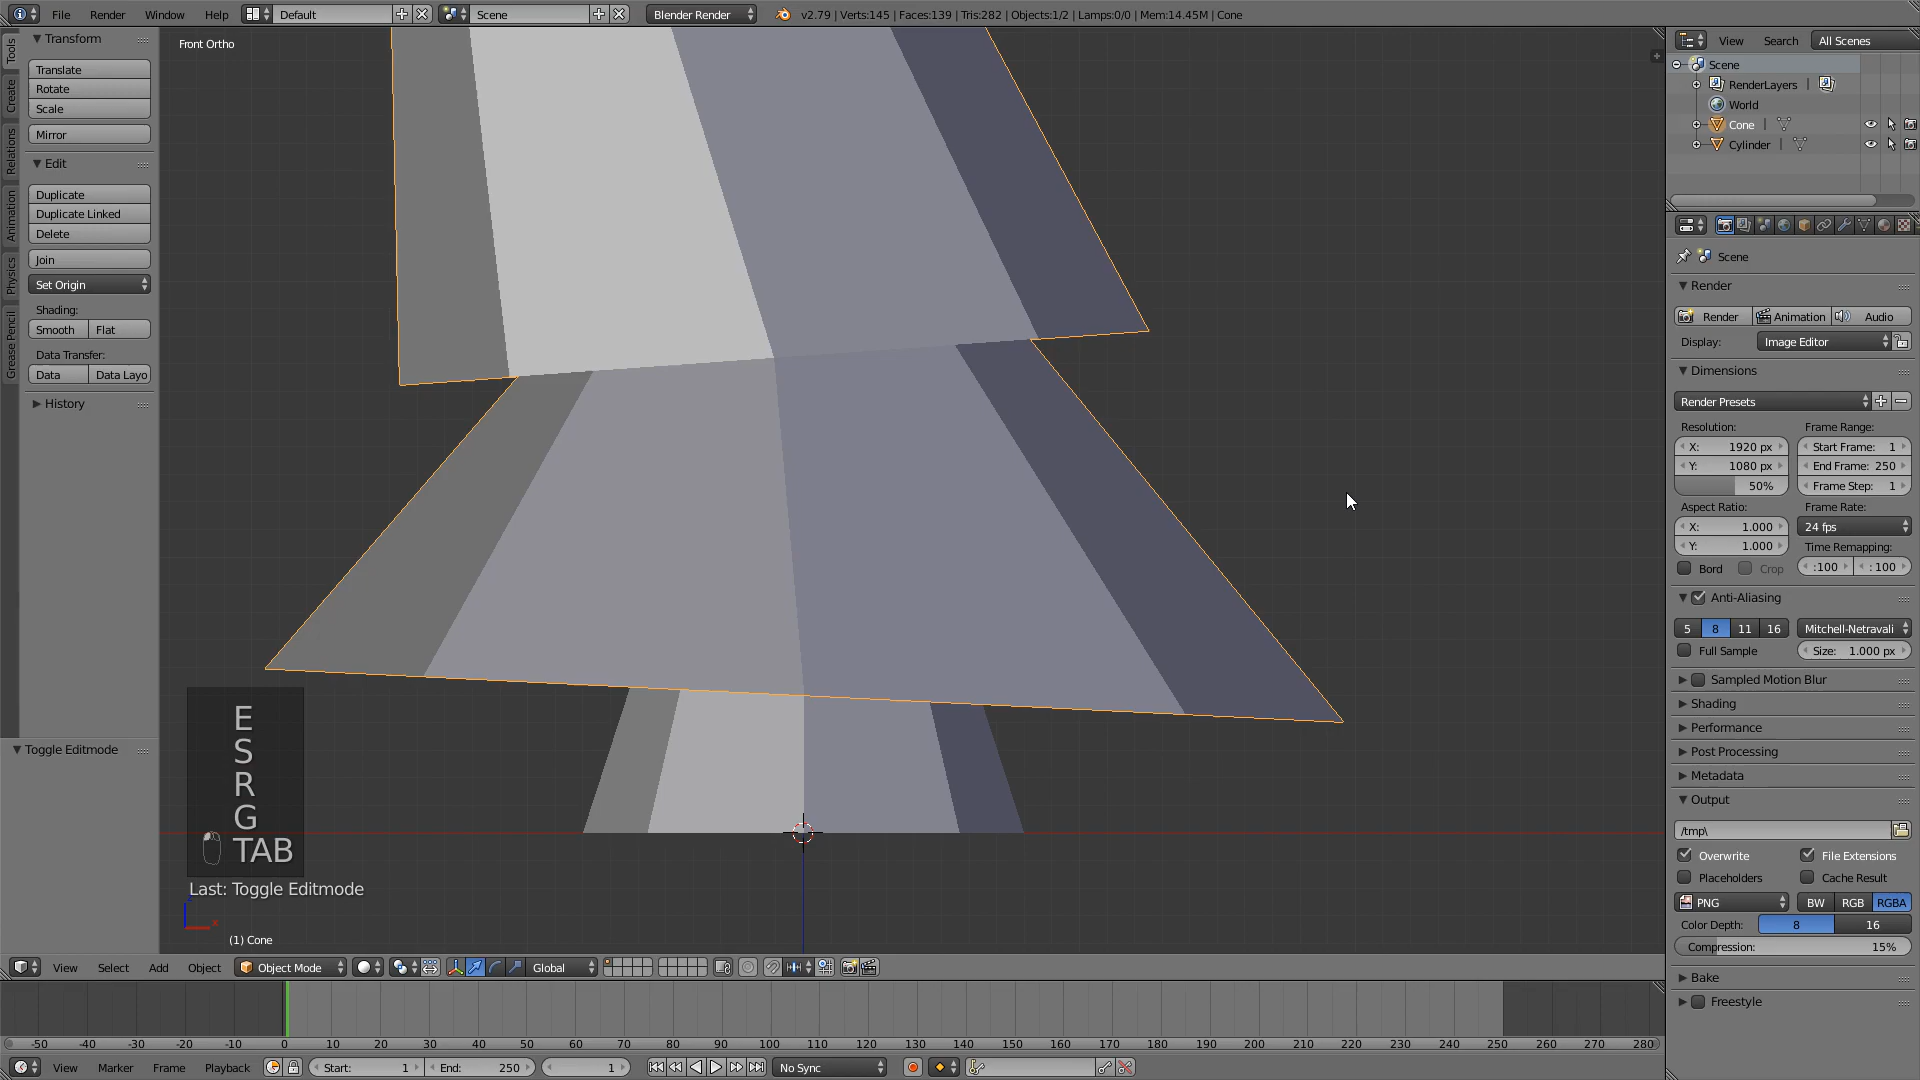 File Render Window Help Default Scene Blender Render v2.79 | Verts:145 | Faces:139 | Tris:282 | Objects:1/2 | Lamps:0/0 | Mem:14.45M | Cone
Tools
Create
Relations
Animation
Physics
Grease Pencil
Transform
Translate
Rotate
Scale
Mirror
Edit
Duplicate
Duplicate Linked
Delete
Join
Set Origin
Shading:
Smooth Flat
Data Transfer:
Data Data Layo
History
Toggle Editmode
Front Ortho
E
S
R
G
TAB
Last: Toggle Editmode
x
(1) Cone
View Select Add Object Object Mode Global
View Search All Scenes
Scene
RenderLayers |
World
Cone |
Cylinder |
Scene
Render
Render Animation Audio
Display: Image Editor
Dimensions
Render Presets
Resolution: Frame Range:
X: 1920 px Start Frame: 1
Y: 1080 px End Frame: 250
50% Frame Step: 1
Aspect Ratio: Frame Rate:
X: 1.000 24 fps
Y: 1.000 Time Remapping:
Bord Crop :100 : 100
Anti-Aliasing
5 8 11 16 Mitchell-Netravali
Full Sample Size: 1.000 px
Sampled Motion Blur
Shading
Performance
Post Processing
Metadata
Output
/tmp\
Overwrite File Extensions
Placeholders Cache Result
PNG BW RGB RGBA
Color Depth: 8 16
Compression: 15%
Bake
Freestyle
-50 -40 -30 -20 -10 0 10 20 30 40 50 60 70 80 90 100 110 120 130 140 150 160 170 180 190 200 210 220 230 240 250 260 270 280
View Marker Frame Playback Start: 1 End: 250 1 No Sync